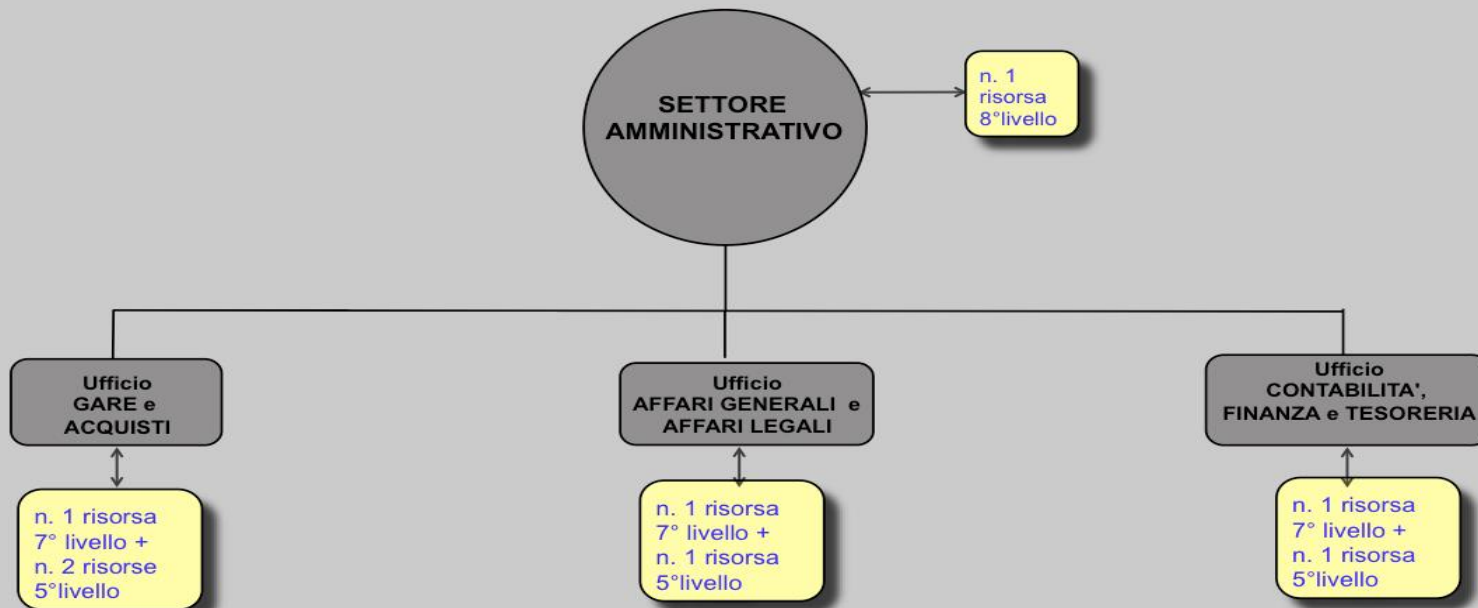 SETTORE
AMMINISTRATIVO
n. 1
risorsa
8°livello
Ufficio
GARE e
ACQUISTI
Ufficio
AFFARI GENERALI e
AFFARI LEGALI
Ufficio
CONTABILITA',
FINANZA e TESORERIA
n. 1 risorsa
7° livello +
n. 2 risorse
5°livello
n. 1 risorsa
7° livello +
n. 1 risorsa
5°livello
n. 1 risorsa
7° livello +
n. 1 risorsa
5°livello